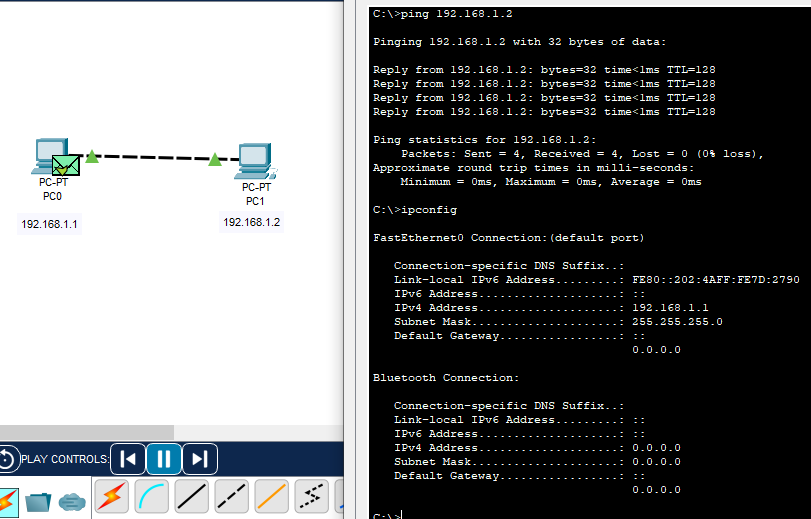 PC-PT
PC0
192.168.1.1
PC-PT
PC1
192.168.1.2
PLAY CONTROLS:
C:\>ping 192.168.1.2
Pinging 192.168.1.2 with 32 bytes of data:
Reply from 192.168.1.2: bytes=32 time<1ms TTL=128
Reply from 192.168.1.2: bytes=32 time<1ms TTL=128
Reply from 192.168.1.2: bytes=32 time<1ms TTL=128
Reply from 192.168.1.2: bytes=32 time<1ms TTL=128
Ping statistics for 192.168.1.2:
Packets: Sent = 4, Received = 4, Lost = 0 (0% loss),
Approximate round trip times in milli-seconds:
Minimum = 0ms, Maximum = 0ms, Average = 0ms
C:\>ipconfig
FastEthernet0 Connection:(default port)
Connection-specific DNS Suffix..:
Link-local IPv6 Address.........: FE80::202:4AFF:FE7D:2790
IPv6 Address....................: ::
IPv4 Address....................: 192.168.1.1
Subnet Mask.....................: 255.255.255.0
Default Gateway.................: ::
0.0.0.0
Bluetooth Connection:
Connection-specific DNS Suffix..:
Link-local IPv6 Address.........: ::
IPv6 Address....................: ::
IPv4 Address....................: 0.0.0.0
Subnet Mask.....................: 0.0.0.0
Default Gateway.................: ::
0.0.0.0
C:\>